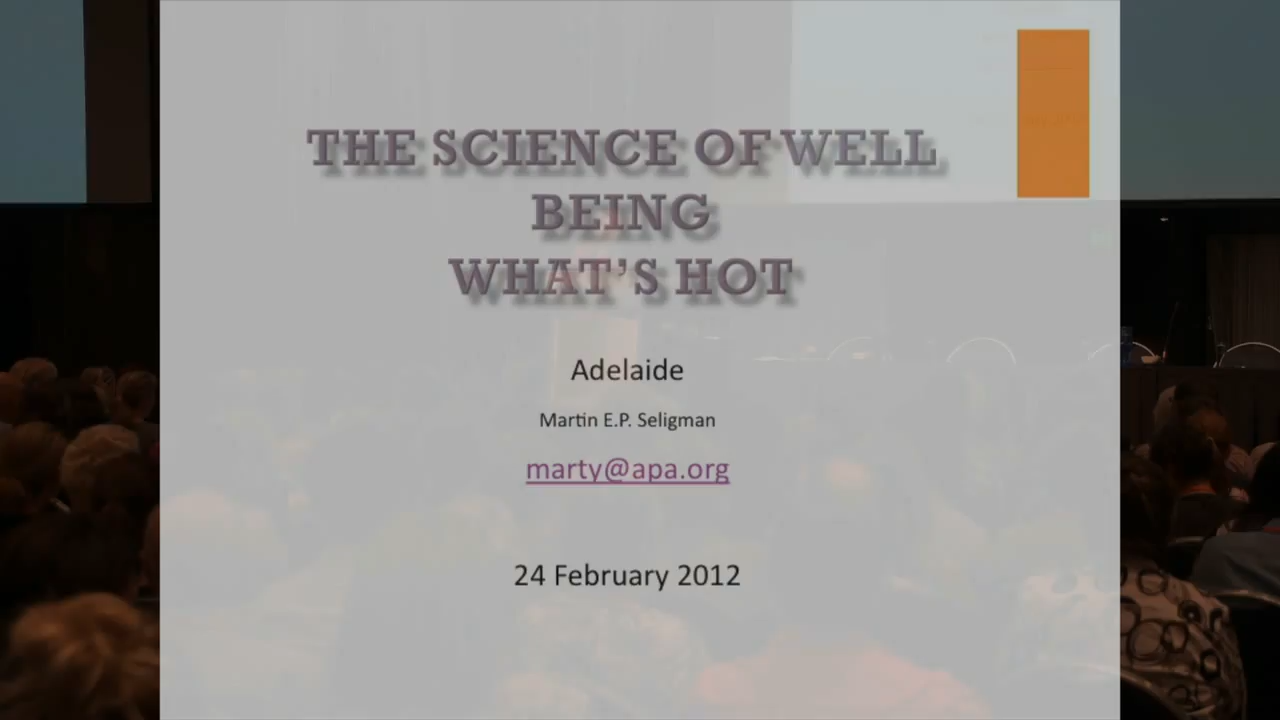 THE SCIENCE OF WELL
BEING
WHAT'S HOT
Adelaide
Martin E.P. Seligman
marty@apa.org
24 February 2012